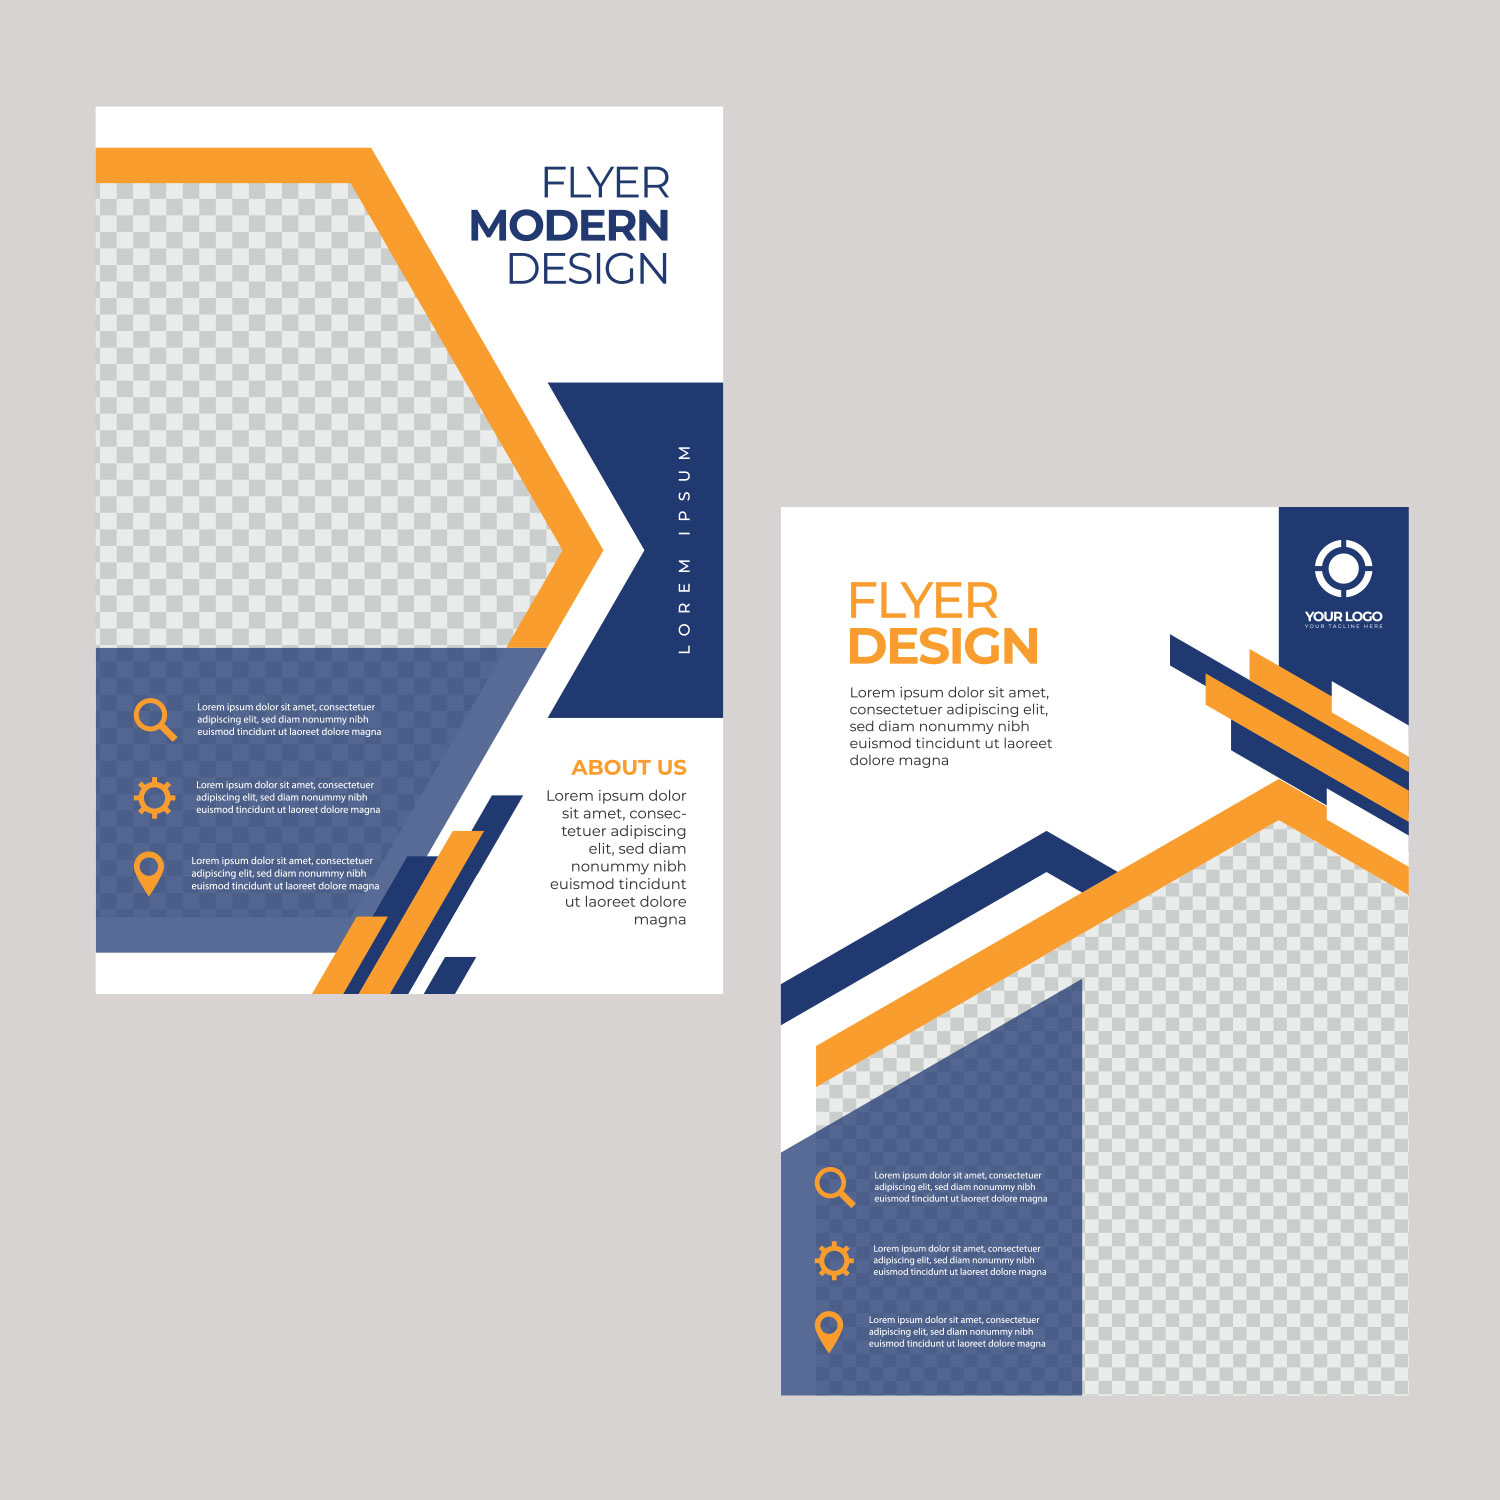 FLYER
MODERN
DESIGN
LOREM IPSUM
Lorem ipsum dolor sit amet, consectetuer
adipiscing elit, sed diam nonummy nibh
euismod tincidunt ut laoreet dolore magna
Lorem ipsum dolor sit amet, consectetuer
adipiscing elit, sed diam nonummy nibh
euismod tincidunt ut laoreet dolore magna
Lorem ipsum dolor sit amet, consectetuer
adipiscing elit, sed diam nonummy nibh
euismod tincidunt ut laoreet dolore magna
ABOUT US
Lorem ipsum dolor
sit amet, consec-
tetuer adipiscing
elit, sed diam
nonummy nibh
euismod tincidunt
ut laoreet dolore
magna
YOUR LOGO
YOUR TAGLINE HERE
FLYER
DESIGN
Lorem ipsum dolor sit amet,
consectetuer adipiscing elit,
sed diam nonummy nibh
euismod tincidunt ut laoreet
dolore magna
Lorem ipsum dolor sit amet, consectetuer
adipiscing elit, sed diam nonummy nibh
euismod tincidunt ut laoreet dolore magna
Lorem ipsum dolor sit amet, consectetuer
adipiscing elit, sed diam nonummy nibh
euismod tincidunt ut laoreet dolore magna
Lorem ipsum dolor sit amet, consectetuer
adipiscing elit, sed diam nonummy nibh
euismod tincidunt ut laoreet dolore magna